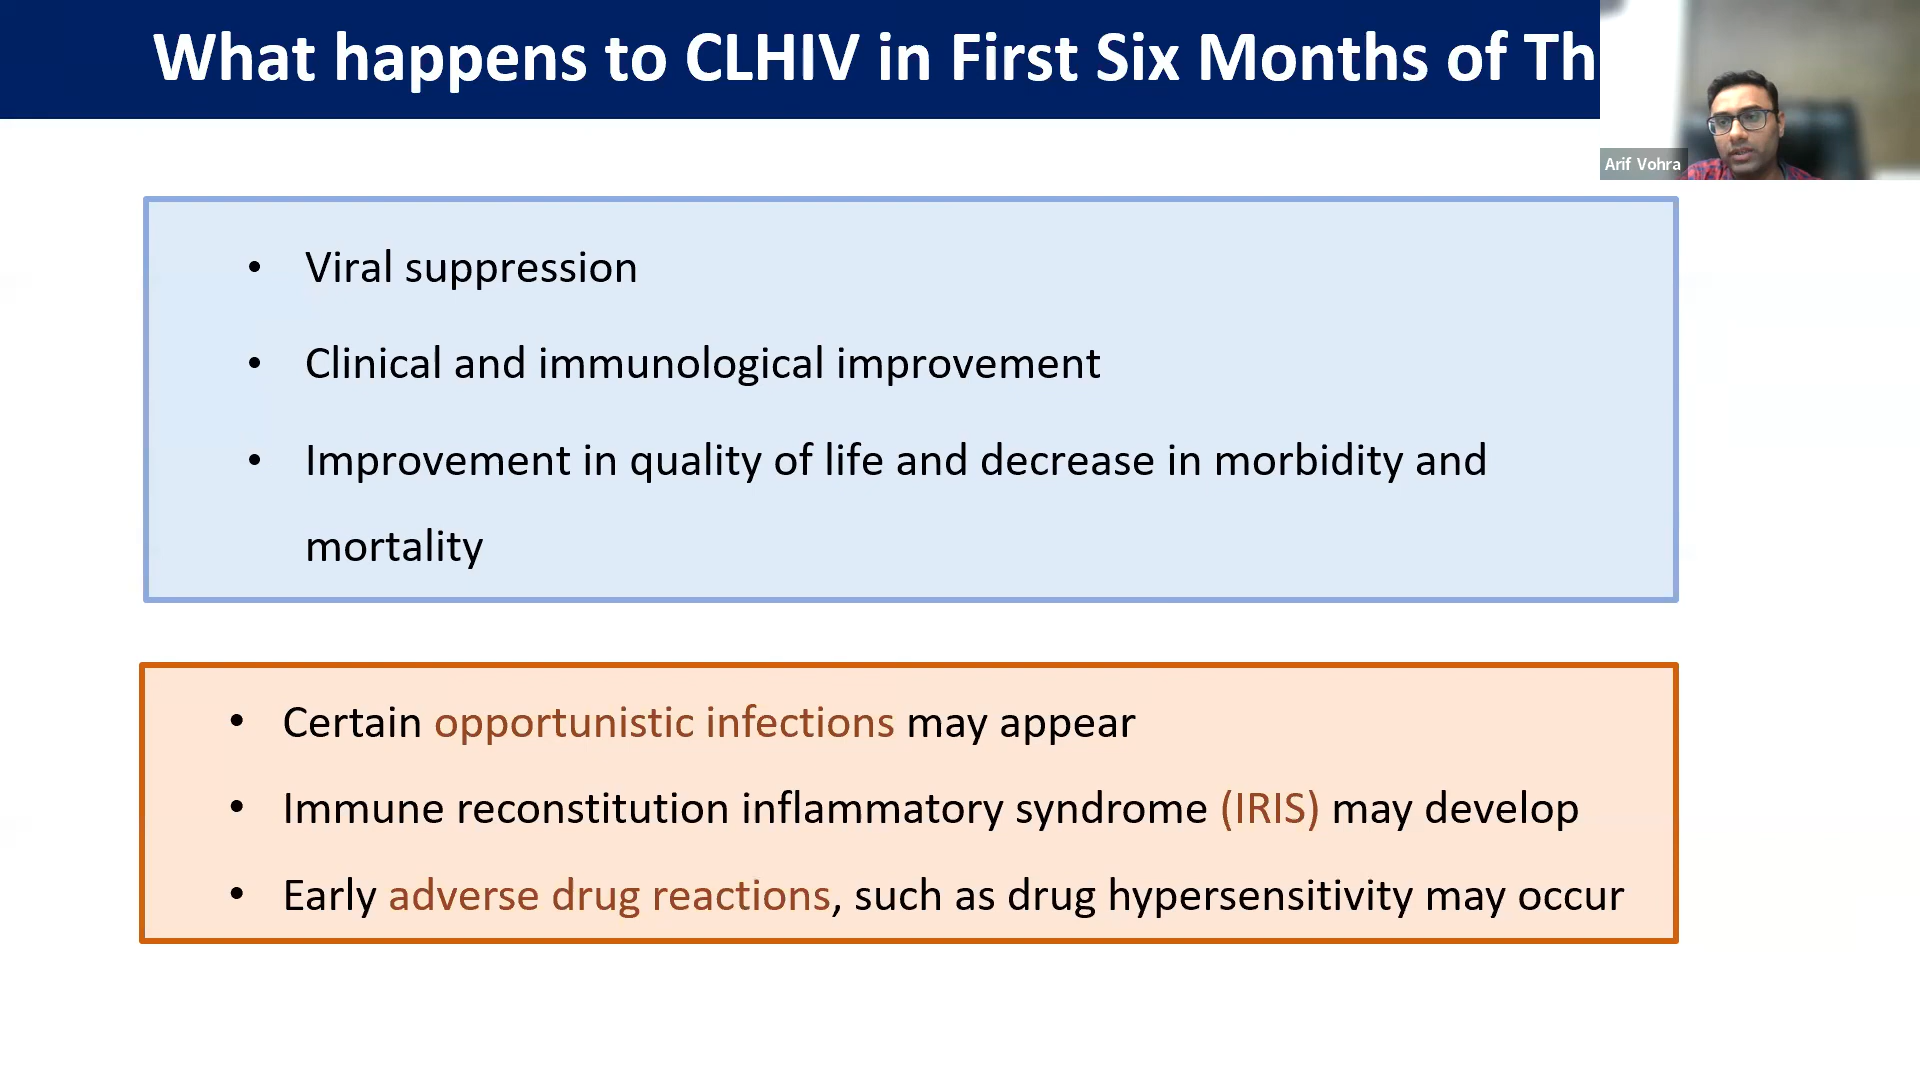 What happens to CLHIV in First Six Months of Th
Arif Vohra
• Viral suppression
• Clinical and immunological improvement
• Improvement in quality of life and decrease in morbidity and
mortality
• Certain opportunistic infections may appear
• Immune reconstitution inflammatory syndrome (IRIS) may develop
• Early adverse drug reactions, such as drug hypersensitivity may occur